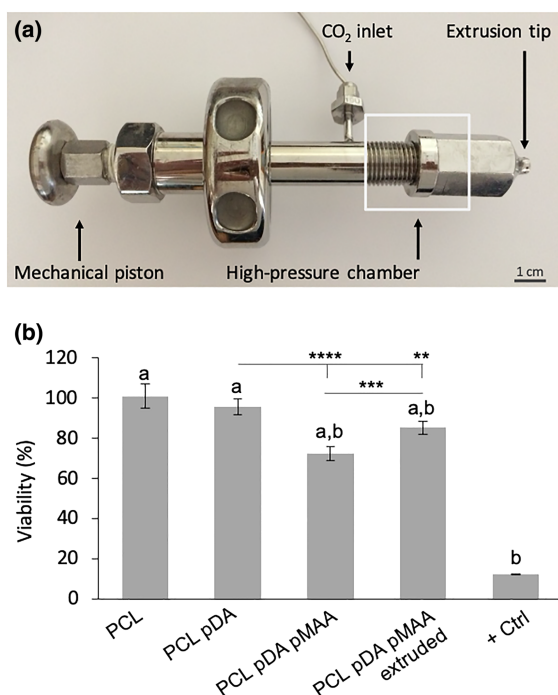 (a)
CO2 inlet
Extrusion tip
Mechanical piston
High-pressure chamber
1 cm
(b)
120
100
80
60
40
20
0
Viability (%)
a
a
a,b
a,b
b
****
**
***
PCL
PCL pDA
PCL pDA pMAA
PCL pDA pMAA
extruded
+ Ctrl